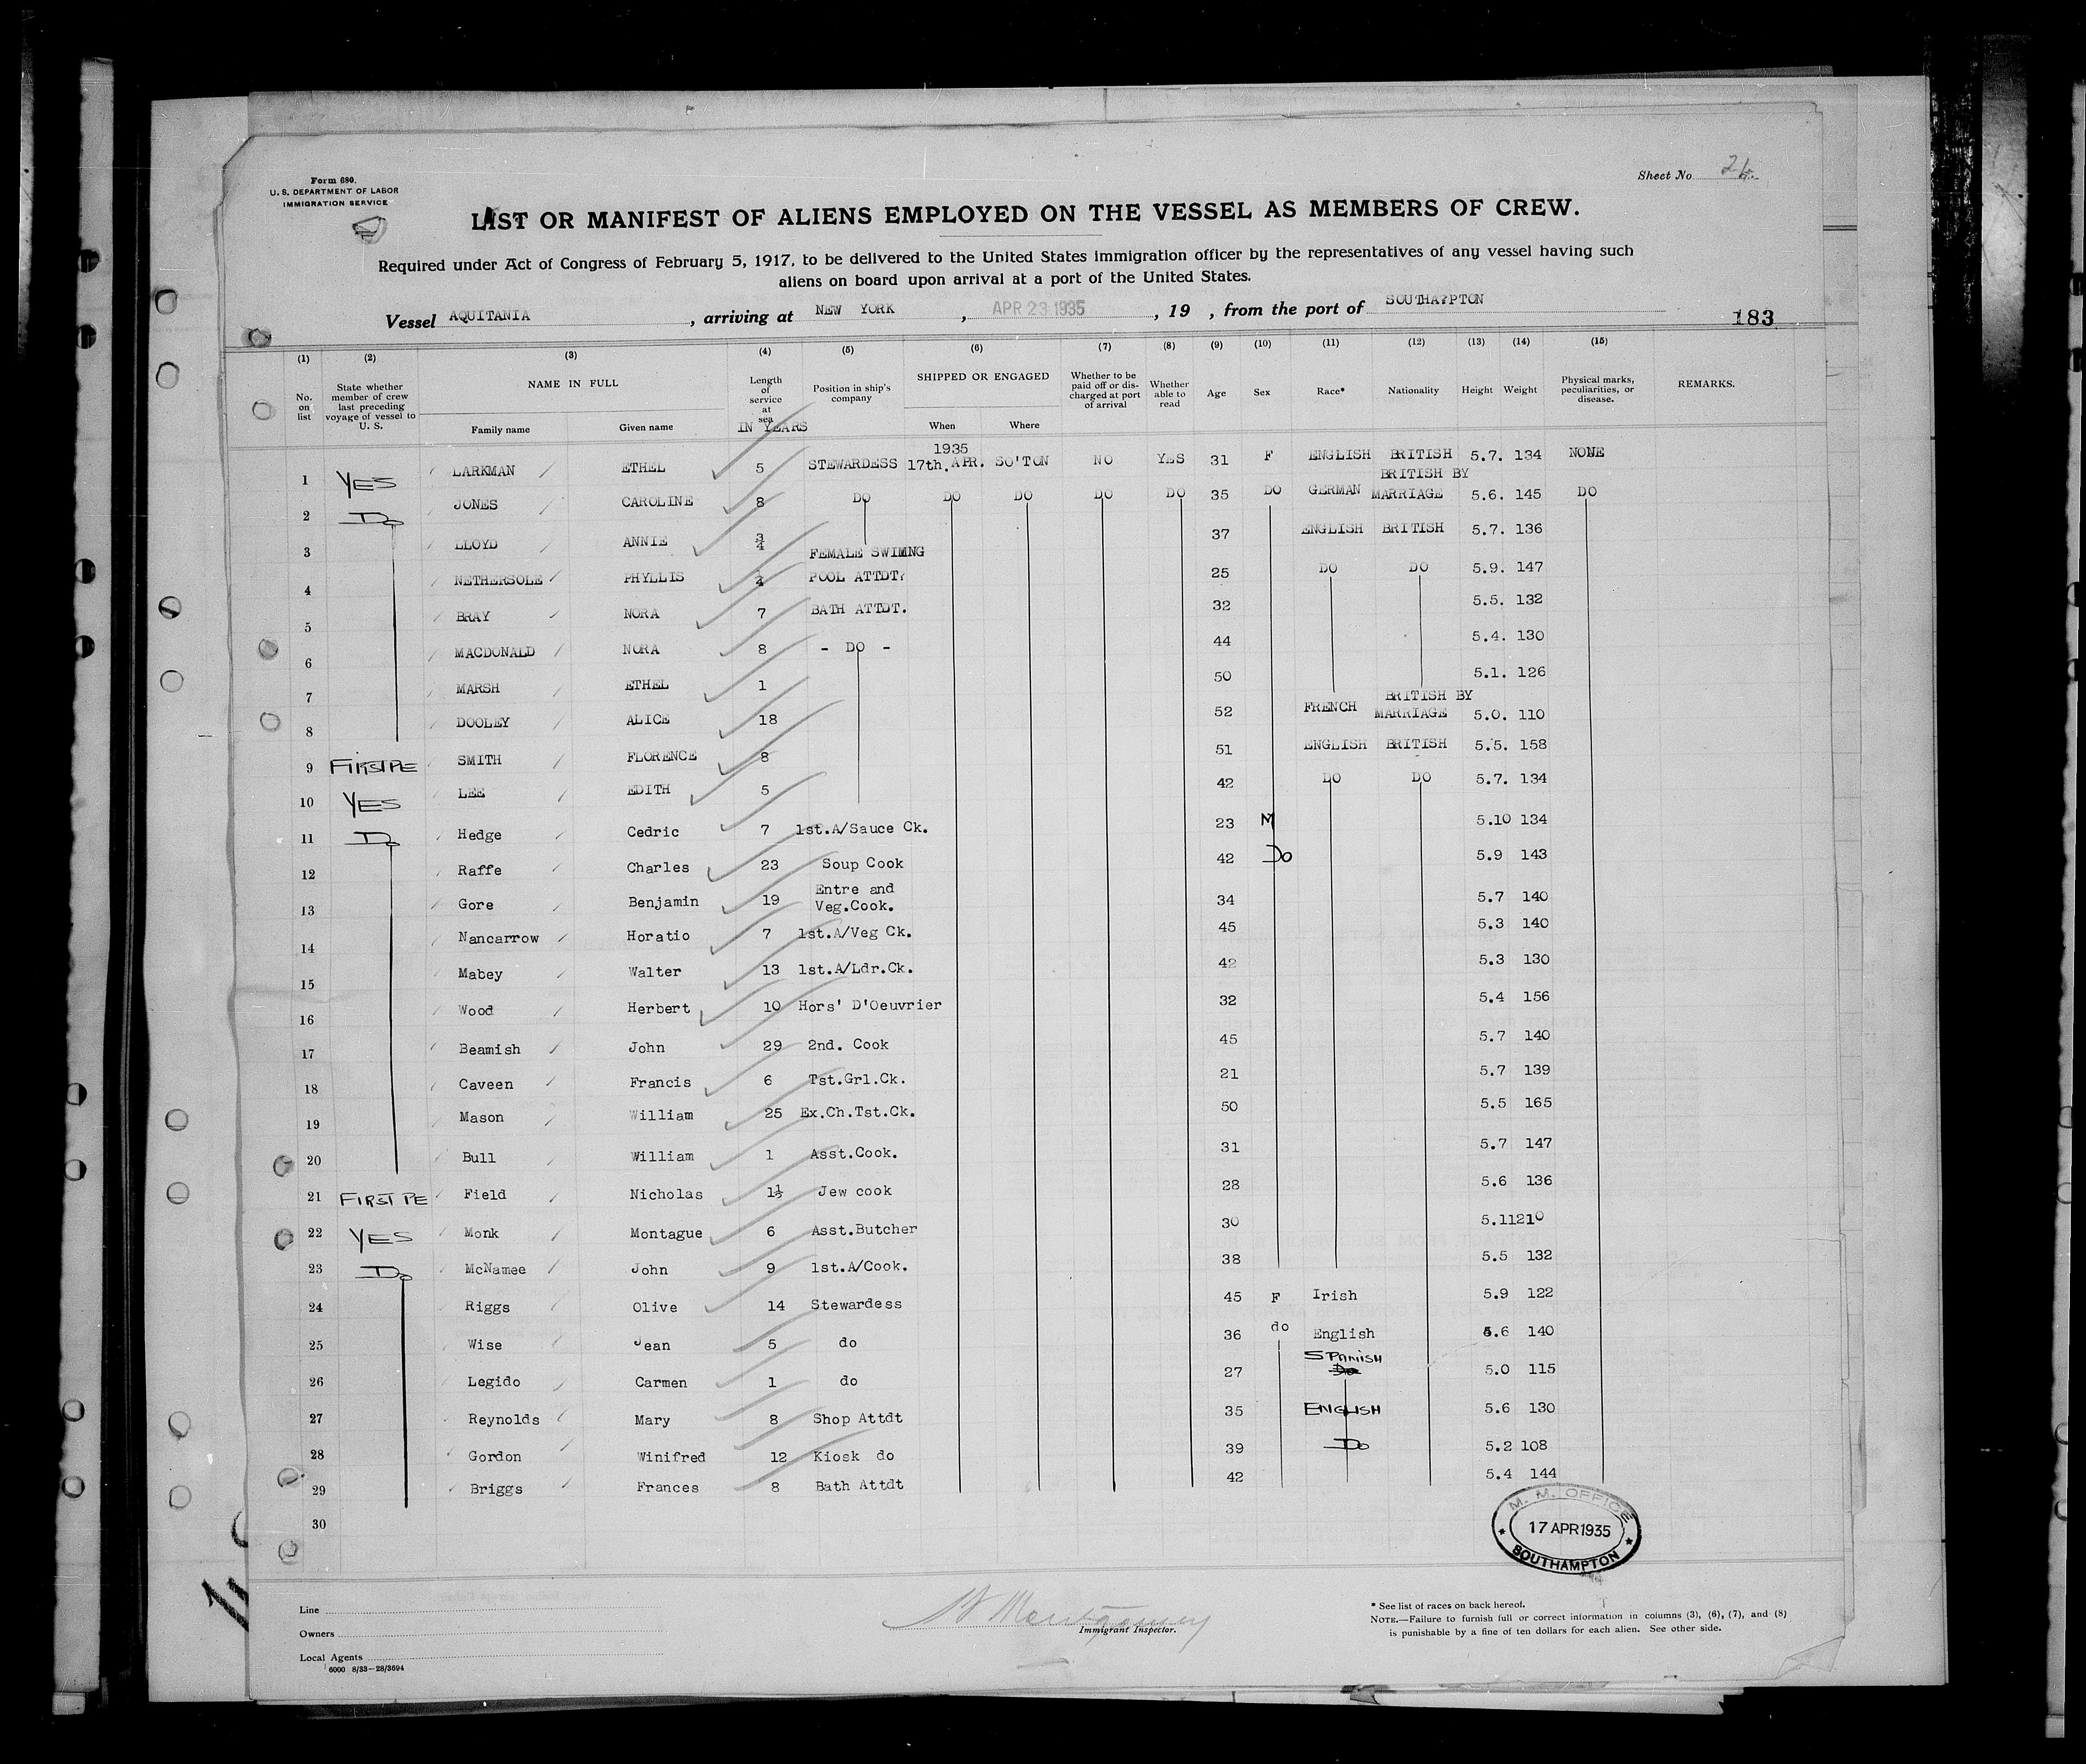 Form 680.
U. S. DEPARTMENT OF LABOR
IMMIGRATION SERVICE
Sheet No. 24.
LIST OR MANIFEST OF ALIENS EMPLOYED ON THE VESSEL AS MEMBERS OF CREW.
Required under Act of Congress of February 5, 1917, to be delivered to the United States immigration officer by the representatives of any vessel having such
aliens on board upon arrival at a port of the United States.
Vessel AQUITANIA, arriving at NEW YORK, APR 23 1935, 19 , from the port of SOUTHA?PTON
183
(1) (2) (3) (4) (5) (6) (7) (8) (9) (10) (11) (12) (13) (14) (15)
No. on list State whether member of crew last preceding voyage of vessel to U. S. NAME IN FULL Family name Given name Length of service at sea IN YEARS Position in ship's company SHIPPED OR ENGAGED When Where Whether to be paid off or discharged at port of arrival Whether able to read Age Sex Race* Nationality Height Weight Physical marks, peculiarities, or disease. REMARKS.
1935
1 YES LARKMAN ETHEL 5 STEWARDESS 17th.APR. SO'TON NO YES 31 F ENGLISH BRITISH 5.7. 134 NONE
2 Do JONES CAROLINE 8 DO DO DO DO DO 35 DO GERMAN BRITISH BY MARRIAGE 5.6. 145 DO
3 LLOYD ANNIE 3/4 37 ENGLISH BRITISH 5.7. 136
4 NETHERSOLE PHYLLIS FEMALE SWIMNG POOL ATTDT. 25 DO DO 5.9. 147
5 BRAY NORA 7 BATH ATTDT. 32 5.5. 132
6 MACDONALD NORA 8 - DO - 44 5.4. 130
7 MARSH ETHEL 1 50 5.1. 126
8 DOOLEY ALICE 18 52 FRENCH BRITISH BY MARRIAGE 5.0. 110
9 FIRST PE SMITH FLORENCE 8 51 ENGLISH BRITISH 5.5. 158
10 YES LEE EDITH 5 42 DO DO 5.7. 134
11 Do Hedge Cedric 7 1st.A/Sauce Ck. 23 M 5.10 134
12 Raffe Charles 23 Soup Cook 42 Do 5.9 143
13 Gore Benjamin 19 Entre and Veg.Cook. 34 5.7 140
14 Nancarrow Horatio 7 1st.A/Veg Ck. 45 5.3 140
15 Mabey Walter 13 1st.A/Ldr.Ck. 42 5.3 130
16 Wood Herbert 10 Hors' D'Oeuvrier 32 5.4 156
17 Beamish John 29 2nd. Cook 45 5.7 140
18 Caveen Francis 6 Tst.Grl.Ck. 21 5.7 139
19 Mason William 25 Ex.Ch.Tst.Ck. 50 5.5 165
20 Bull William 1 Asst.Cook. 31 5.7 147
21 FIRST PE Field Nicholas 1½ Jew cook 28 5.6 136
22 YES Monk Montague 6 Asst.Butcher 30 5.11210
23 Do McNamee John 9 1st.A/Cook. 38 5.5 132
24 Riggs Olive 14 Stewardess 45 F Irish 5.9 122
25 Wise Jean 5 do 36 do English 5.6 140
26 Legido Carmen 1 do 27 SPANISH Do 5.0 115
27 Reynolds Mary 8 Shop Attdt 35 ENGLISH 5.6 130
28 Gordon Winifred 12 Kiosk do 39 Do 5.2 108
29 Briggs Frances 8 Bath Attdt 42 5.4 144
30
M. M. OFFICE
17 APR 1935
SOUTHAMPTON
Line
Owners
Local Agents
6000 8/33—28/3694
Montgomery
Immigrant Inspector.
* See list of races on back hereof.
NOTE.—Failure to furnish full or correct information in columns (3), (6), (7), and (8)
is punishable by a fine of ten dollars for each alien. See other side.